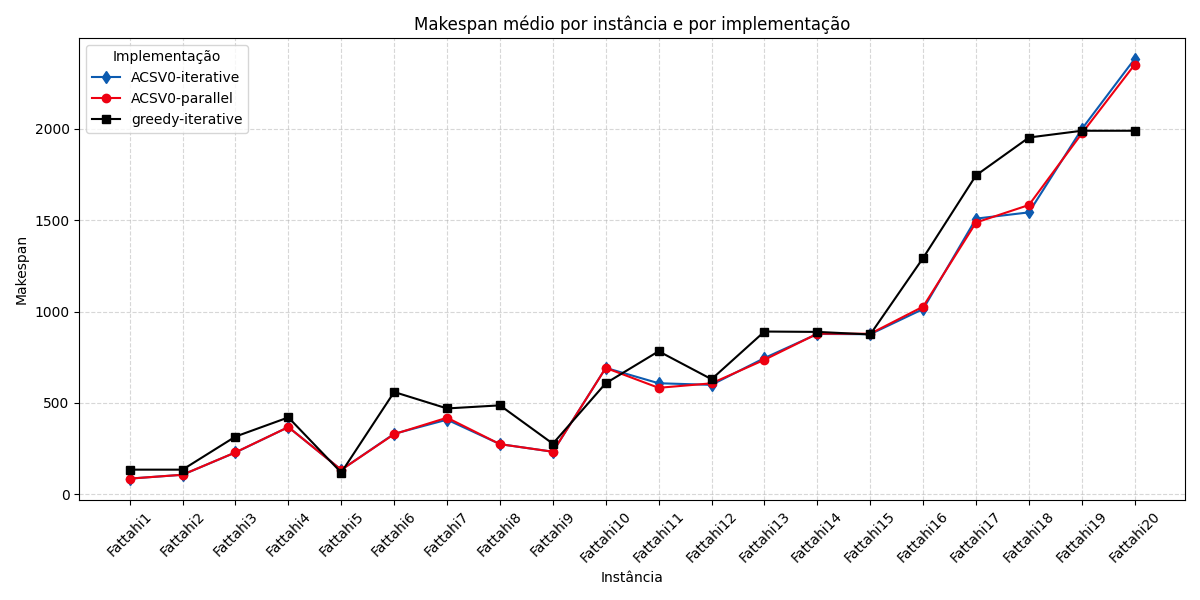 Makespan médio por instância e por implementação
Implementação
ACSV0-iterative
ACSV0-parallel
greedy-iterative
Makespan
2000
1500
1000
500
0
Fattahi1
Fattahi2
Fattahi3
Fattahi4
Fattahi5
Fattahi6
Fattahi7
Fattahi8
Fattahi9
Fattahi10
Fattahi11
Fattahi12
Fattahi13
Fattahi14
Fattahi15
Fattahi16
Fattahi17
Fattahi18
Fattahi19
Fattahi20
Instância